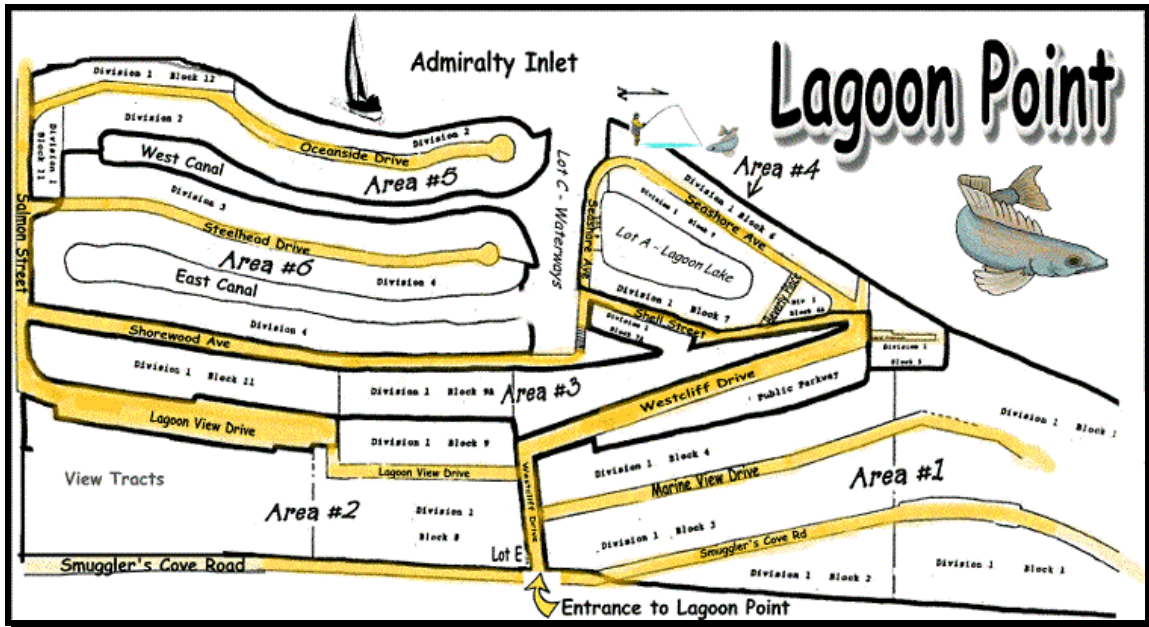 Lagoon Point
Admiralty Inlet
N
Division 1 Block 12
Division 2
Division 2
Oceanside Drive
Division 1
Block 11
West Canal
Area #5
Lot C - Waterways
Area #4
Division 1 Block 6
Seashore Ave
Division 1
Block 7
Seashore Ave
Lot A - Lagoon Lake
Salmon Street
Division 3
Steelhead Drive
Area #6
East Canal
Division 4
Division 4
Division 1 Block 7
Beverly Place
Div 1
Block 6A
Shell Street
Division 1
Block 7A
Shorewood Ave
Division 1 Block 11
Division 1 Block 9A
Area #3
Division 1
Block 5
Westcliff Drive
Public Parkway
Lagoon View Drive
Division 1 Block 9
Lagoon View Drive
Westcliff Drive
Division 1 Block 4
Marine View Drive
Area #1
Division 1 Block 1
View Tracts
Area #2
Division 1
Block 8
Lot E
Division 1 Block 3
Smuggler's Cove Rd
Smuggler's Cove Road
Division 1 Block 2
Division 1 Block 1
Entrance to Lagoon Point